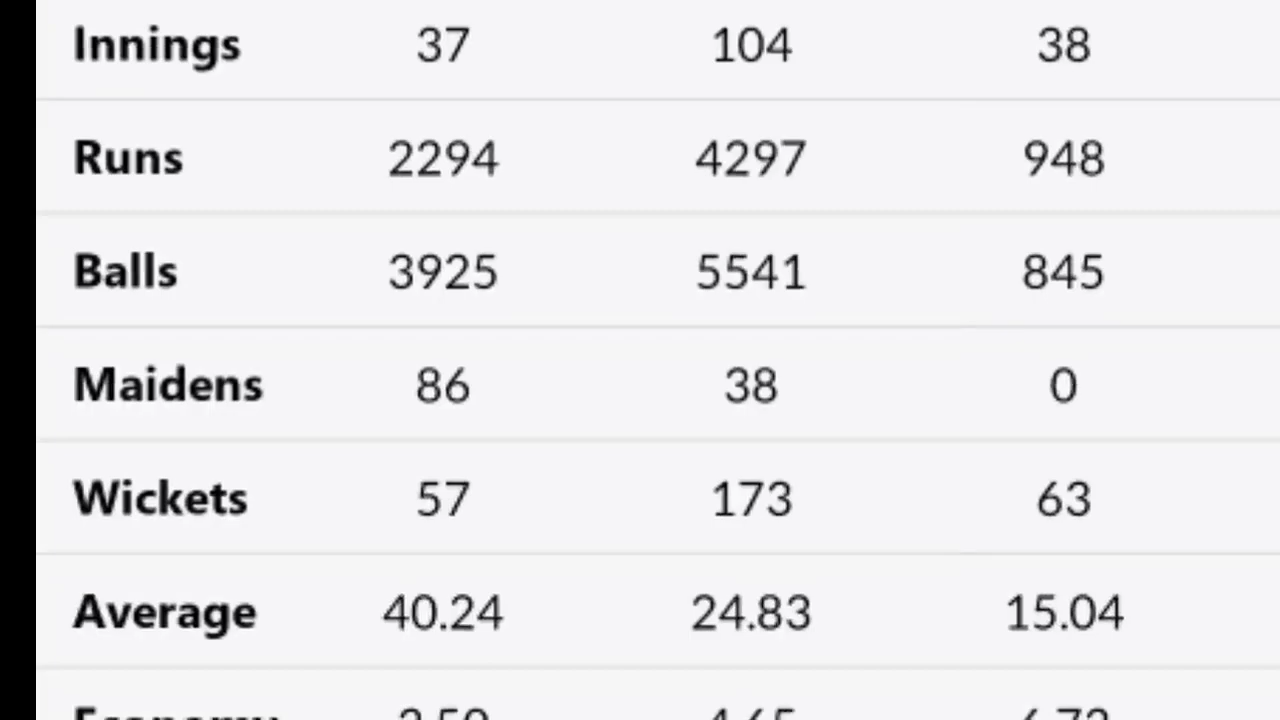 Innings 37 104 38
Runs 2294 4297 948
Balls 3925 5541 845
Maidens 86 38 0
Wickets 57 173 63
Average 40.24 24.83 15.04
Economy